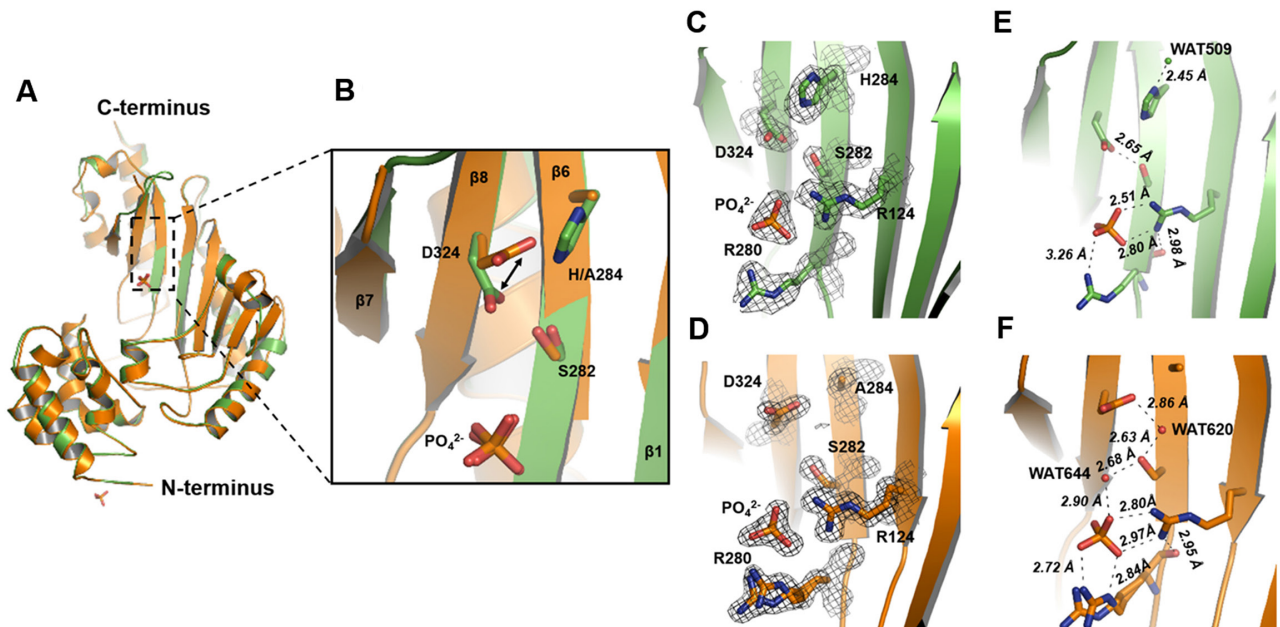 A
C-terminus
N-terminus
B
β8
β6
D324
H/A284
β7
S282
PO₄²⁻
β1
C
H284
D324
S282
PO₄²⁻
R124
R280
D
D324
A284
S282
PO₄²⁻
R124
R280
E
WAT509
2.45 Å
2.65 Å
2.51 Å
2.80 Å
2.98 Å
3.26 Å
F
2.86 Å
WAT620
2.63 Å
WAT644
2.68 Å
2.90 Å
2.80Å
2.97Å
2.95 Å
2.72 Å
2.84Å